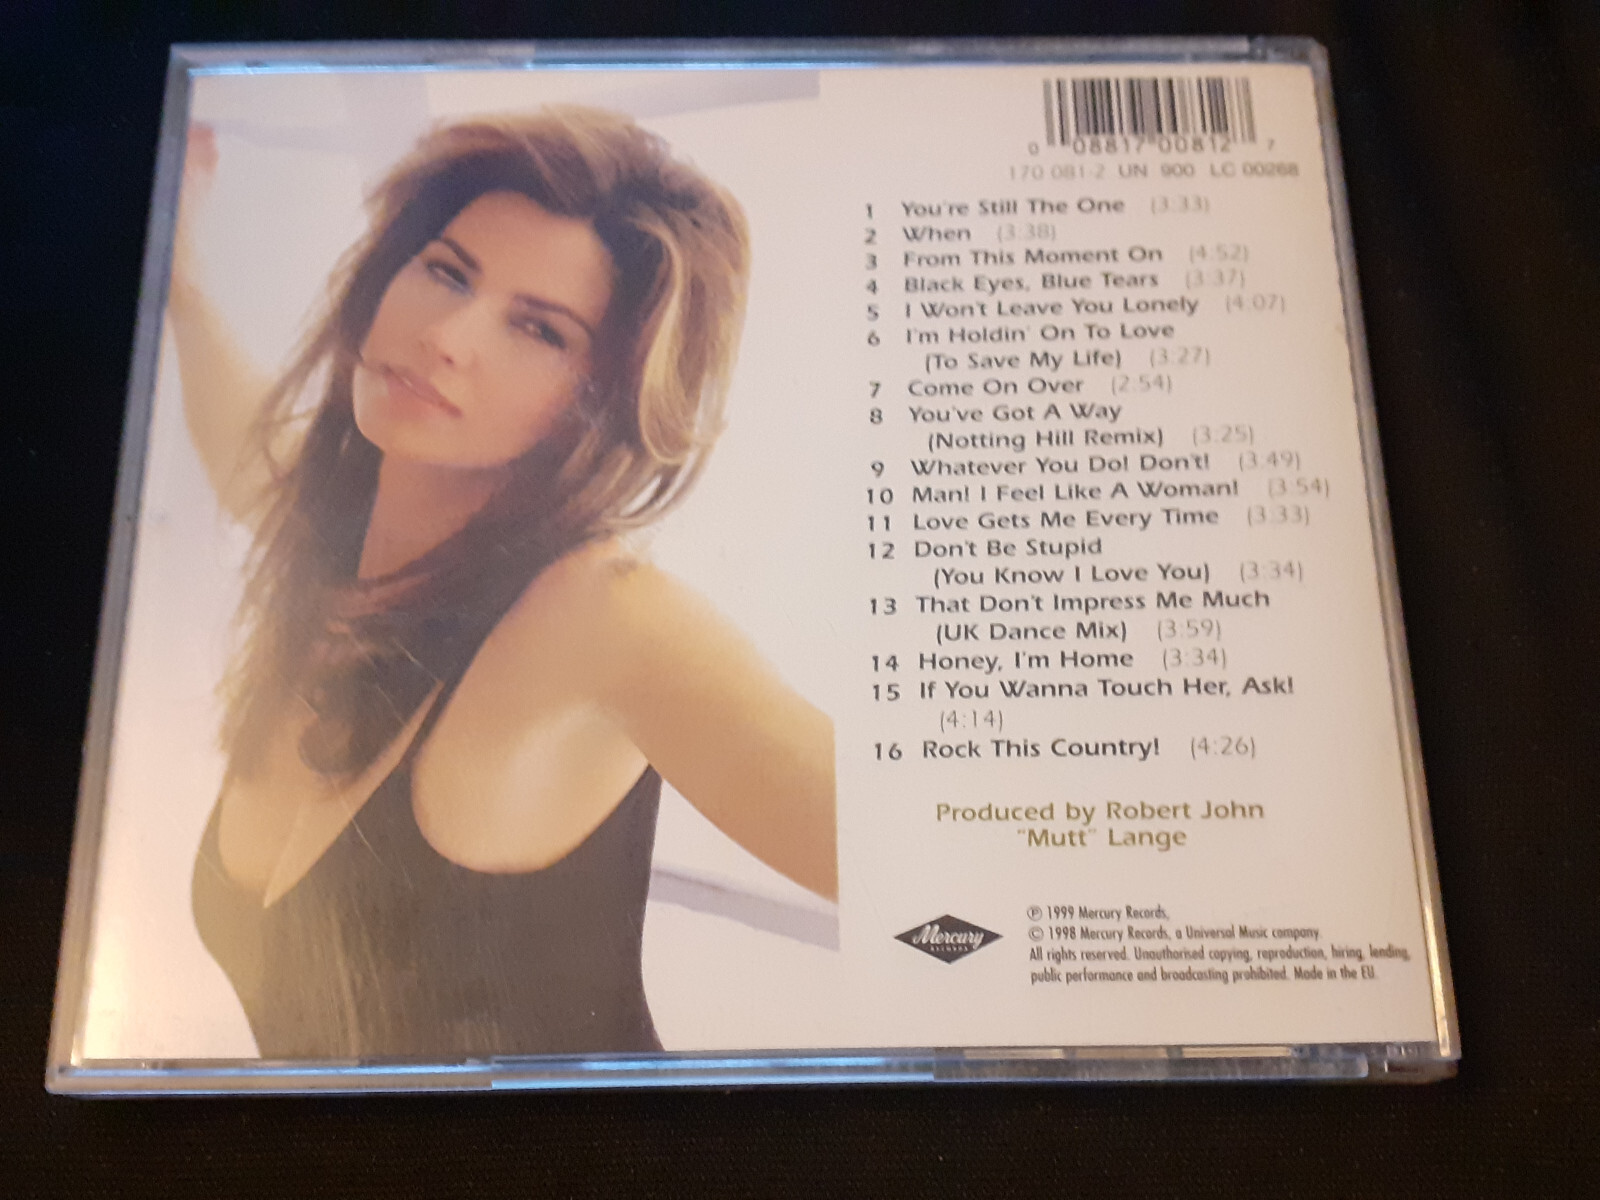 0 08817 00812 7
170 081-2 UN 900 LC 00268
1 You're Still The One (3:33)
2 When (3:38)
3 From This Moment On (4:52)
4 Black Eyes, Blue Tears (3:37)
5 I Won't Leave You Lonely (4:07)
6 I'm Holdin' On To Love
(To Save My Life) (3:27)
7 Come On Over (2:54)
8 You've Got A Way
(Notting Hill Remix) (3:25)
9 Whatever You Do! Don't! (3:49)
10 Man! I Feel Like A Woman! (3:54)
11 Love Gets Me Every Time (3:33)
12 Don't Be Stupid
(You Know I Love You) (3:34)
13 That Don't Impress Me Much
(UK Dance Mix) (3:59)
14 Honey, I'm Home (3:34)
15 If You Wanna Touch Her, Ask!
(4:14)
16 Rock This Country! (4:26)
Produced by Robert John
"Mutt" Lange
Mercury
RECORDS
℗ 1999 Mercury Records,
© 1998 Mercury Records, a Universal Music company.
All rights reserved. Unauthorised copying, reproduction, hiring, lending,
public performance and broadcasting prohibited. Made in the EU.